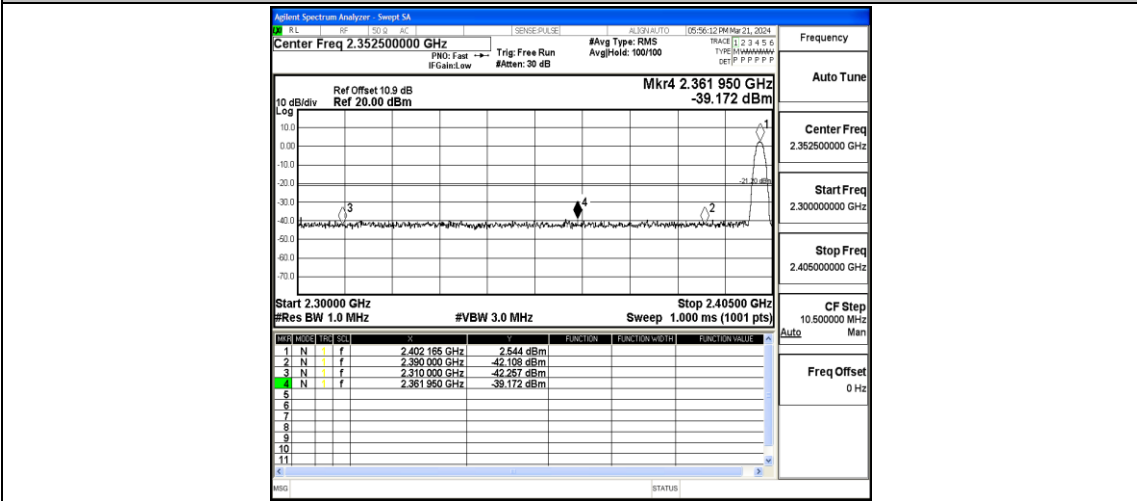 Agilent Spectrum Analyzer - Swept SA
RL RF 50 Ω AC SENSE:PULSE ALIGN AUTO 05:56:12 PM Mar 21, 2024
Center Freq 2.352500000 GHz
PNO: Fast
IFGain:Low
Trig: Free Run
#Atten: 30 dB
#Avg Type: RMS
Avg|Hold: 100/100
TRACE 1 2 3 4 5 6
TYPE M
DET P P P P P P
Ref Offset 10.9 dB
10 dB/div Ref 20.00 dBm
Log
Mkr4 2.361 950 GHz
-39.172 dBm
10.0
0.00
-10.0
-20.0
-30.0
-40.0
-50.0
-60.0
-70.0
1
-21.20 dBm
3
4
2
Start 2.30000 GHz Stop 2.40500 GHz
#Res BW 1.0 MHz #VBW 3.0 MHz Sweep 1.000 ms (1001 pts)
MKR MODE TRC SCL X Y FUNCTION FUNCTION WIDTH FUNCTION VALUE
1 N 1 f 2.402 165 GHz 2.544 dBm
2 N 1 f 2.390 000 GHz -42.108 dBm
3 N 1 f 2.310 000 GHz -42.257 dBm
4 N 1 f 2.361 950 GHz -39.172 dBm
5
6
7
8
9
10
11
MSG STATUS
Frequency
Auto Tune
Center Freq
2.352500000 GHz
Start Freq
2.300000000 GHz
Stop Freq
2.405000000 GHz
CF Step
10.500000 MHz
Auto Man
Freq Offset
0 Hz